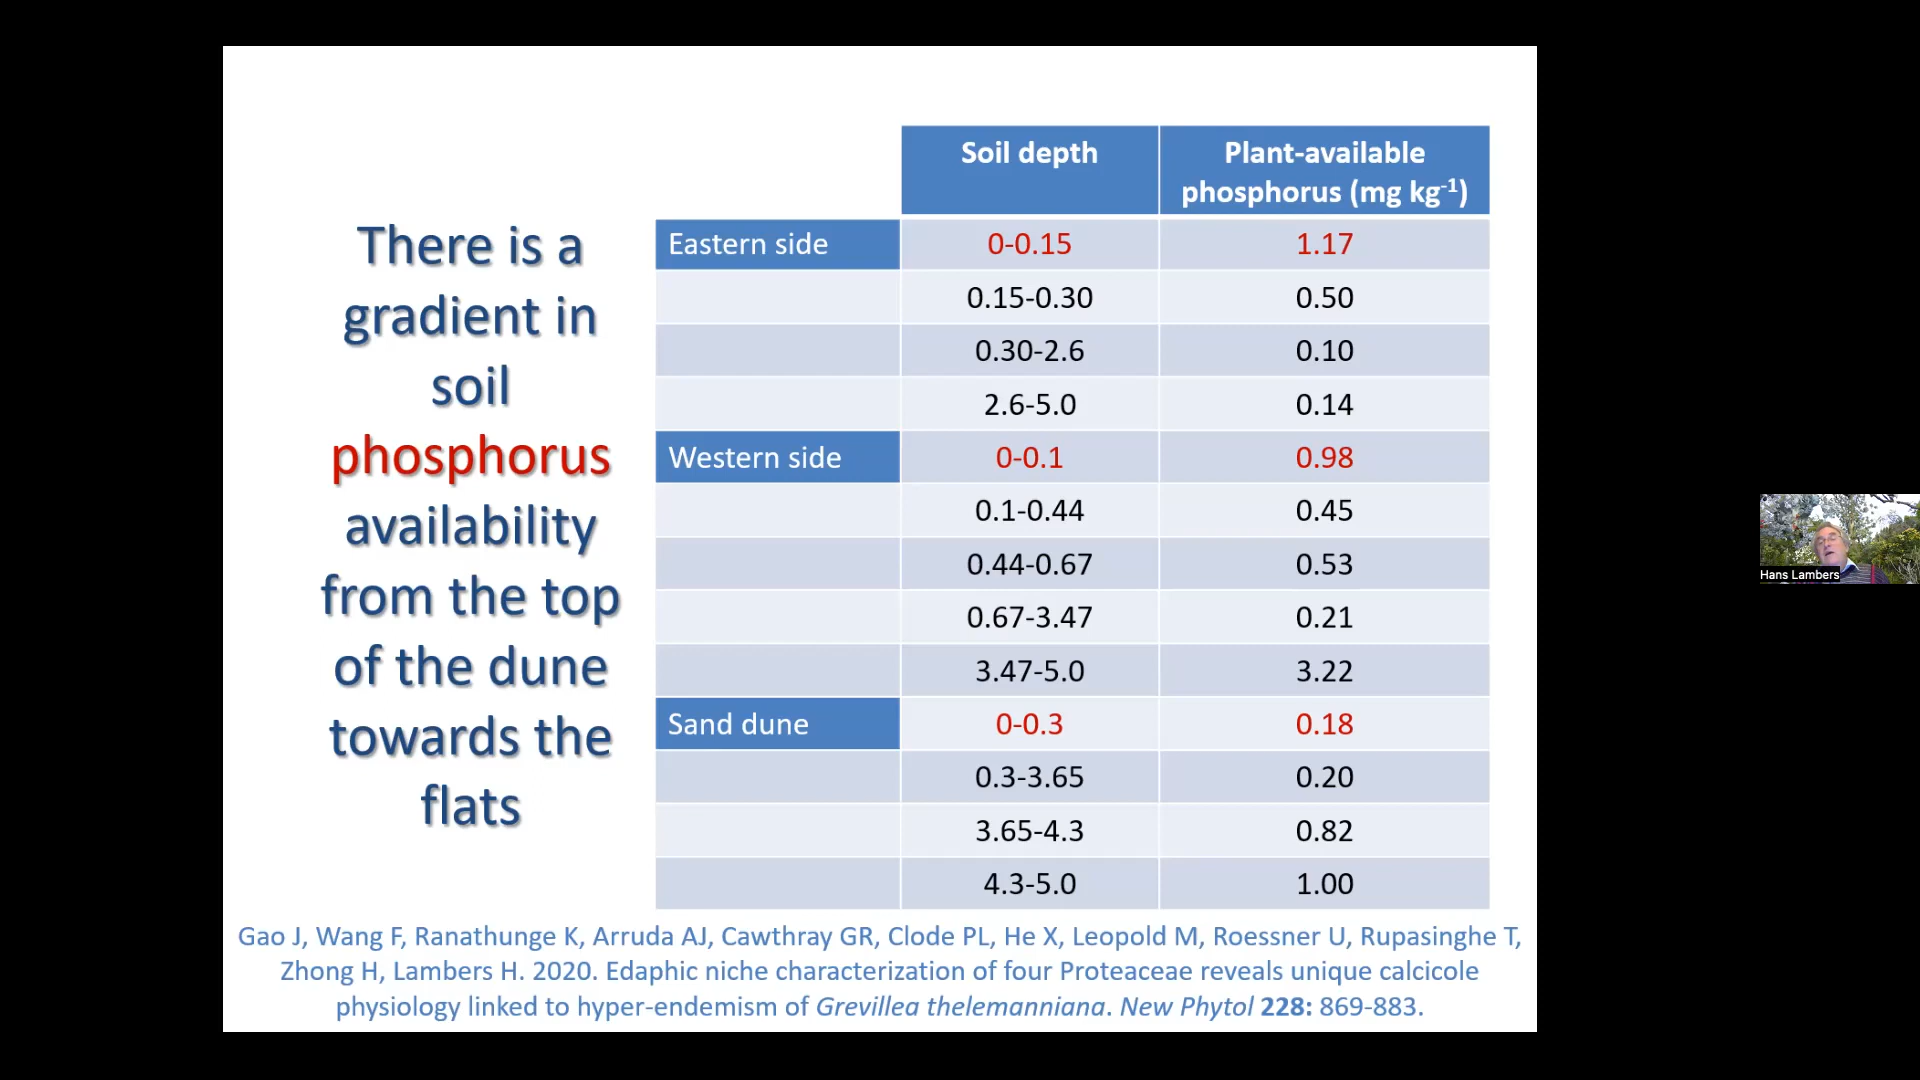 There is a
gradient in
soil
phosphorus
availability
from the top
of the dune
towards the
flats
Soil depth
Plant-available
phosphorus (mg kg⁻¹)
Eastern side 0-0.15 1.17
0.15-0.30 0.50
0.30-2.6 0.10
2.6-5.0 0.14
Western side 0-0.1 0.98
0.1-0.44 0.45
0.44-0.67 0.53
0.67-3.47 0.21
3.47-5.0 3.22
Sand dune 0-0.3 0.18
0.3-3.65 0.20
3.65-4.3 0.82
4.3-5.0 1.00
Gao J, Wang F, Ranathunge K, Arruda AJ, Cawthray GR, Clode PL, He X, Leopold M, Roessner U, Rupasinghe T,
Zhong H, Lambers H. 2020. Edaphic niche characterization of four Proteaceae reveals unique calcicole
physiology linked to hyper-endemism of Grevillea thelemanniana. New Phytol 228: 869-883.
Hans Lambers